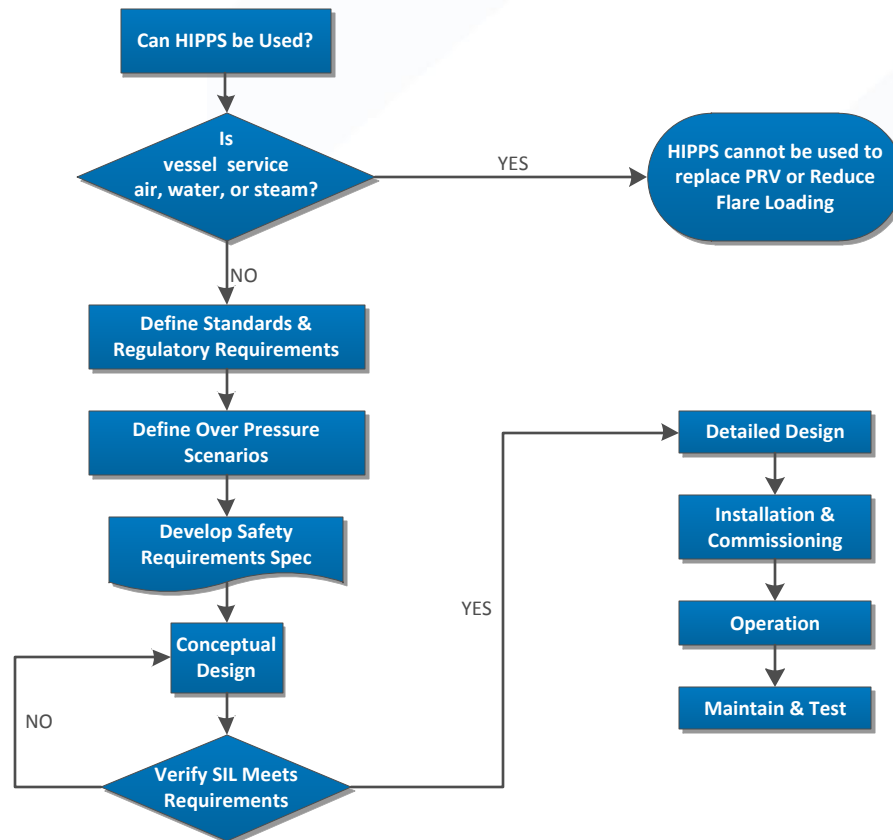 Can HIPPS be Used?
Is
vessel service
air, water, or steam?
YES
HIPPS cannot be used to
replace PRV or Reduce
Flare Loading
NO
Define Standards &
Regulatory Requirements
Define Over Pressure
Scenarios
Develop Safety
Requirements Spec
Conceptual
Design
NO
Verify SIL Meets
Requirements
YES
Detailed Design
Installation &
Commissioning
Operation
Maintain & Test